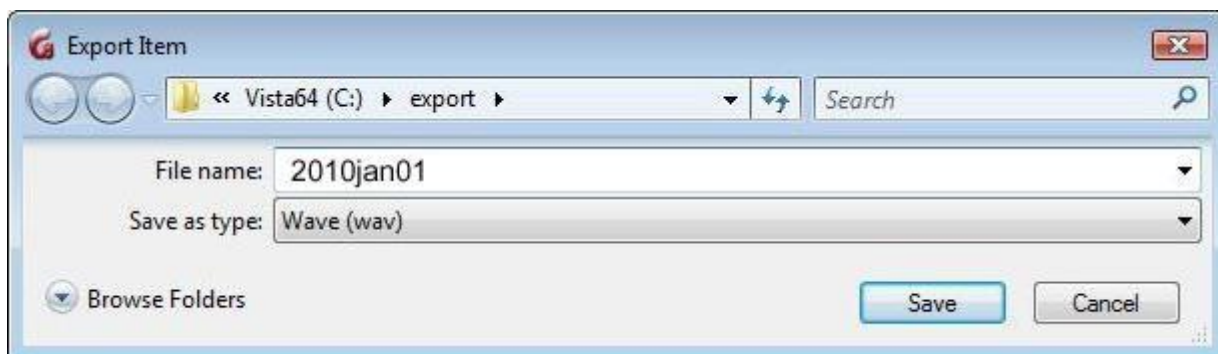 Export Item
« Vista64 (C:) export Search
File name: 2010jan01
Save as type: Wave (wav)
Browse Folders Save Cancel